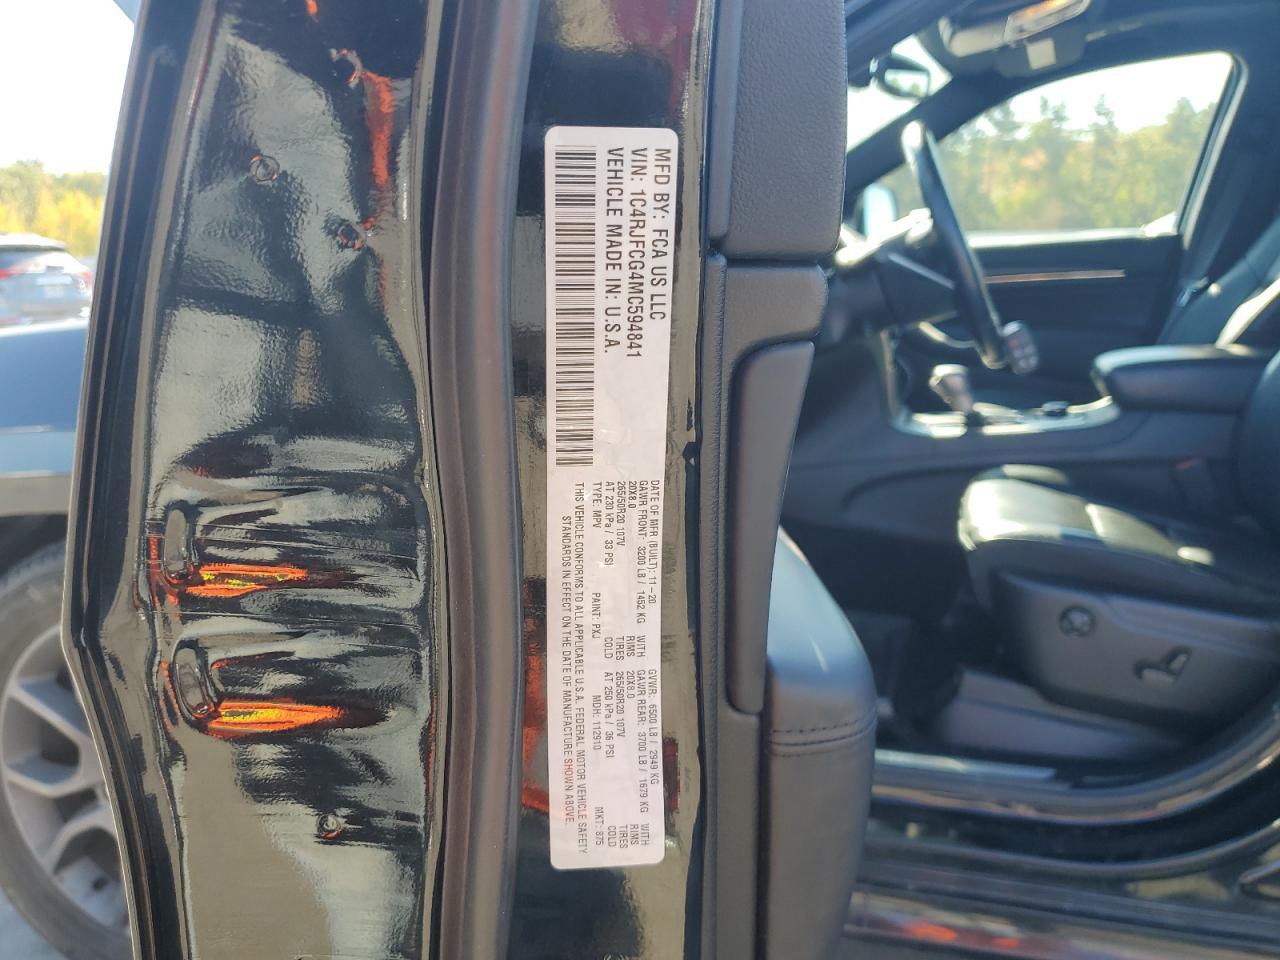 MFD BY: FCA US LLC
VIN: 1C4RJFCG4MC594841
VEHICLE MADE IN: U.S.A.
DATE OF MFR (BUILT): 11-20 GVWR: 6500 LB / 2949 KG
GAWR FRONT: 3200 LB / 1452 KG WITH GAWR REAR: 3700 LB / 1679 KG WITH
20X8.0 RIMS 20X8.0 RIMS
265/50R20 107V TIRES 265/50R20 107V TIRES
AT 230 kPa / 33 PSI COLD AT 250 kPa / 36 PSI COLD
TYPE: MPV PAINT: PXJ MDH: 112910 MKT: 875
THIS VEHICLE CONFORMS TO ALL APPLICABLE U.S.A. FEDERAL MOTOR VEHICLE SAFETY
STANDARDS IN EFFECT ON THE DATE OF MANUFACTURE SHOWN ABOVE.